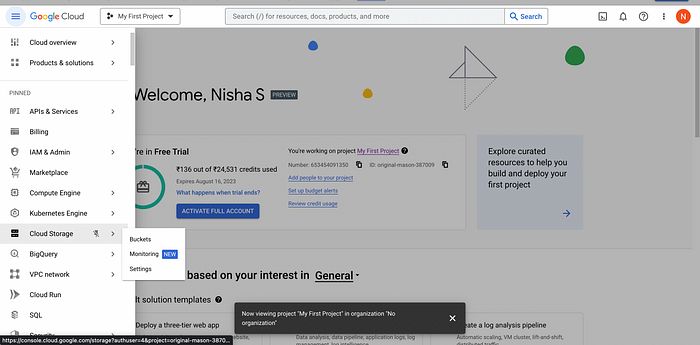 Google Cloud
My First Project
Search (/) for resources, docs, products, and more
Search
N
Cloud overview
Products & solutions
PINNED
API APIs & Services
Billing
IAM & Admin
Marketplace
Compute Engine
Kubernetes Engine
Cloud Storage
BigQuery
VPC network
Cloud Run
SQL
Security
Buckets
Monitoring NEW
Settings
Welcome, Nisha S PREVIEW
're in Free Trial
₹136 out of ₹24,531 credits used
Expires August 16, 2023
What happens when trial ends?
ACTIVATE FULL ACCOUNT
You're working on project My First Project
Number: 653454091350 ID: original-mason-387009
Add people to your project
Set up budget alerts
Review credit usage
Explore curated
resources to help you
build and deploy your
first project
based on your interest in General
lt solution templates
Deploy a three-tier web app
Data analysis, data pipeline, application logs, log
Create a log analysis pipeline
Autoscaling, VM cluster, lift-and-shift,
Now viewing project "My First Project" in organization "No
organization"
https://console.cloud.google.com/storage?authuser=4&project=original-mason-3870...